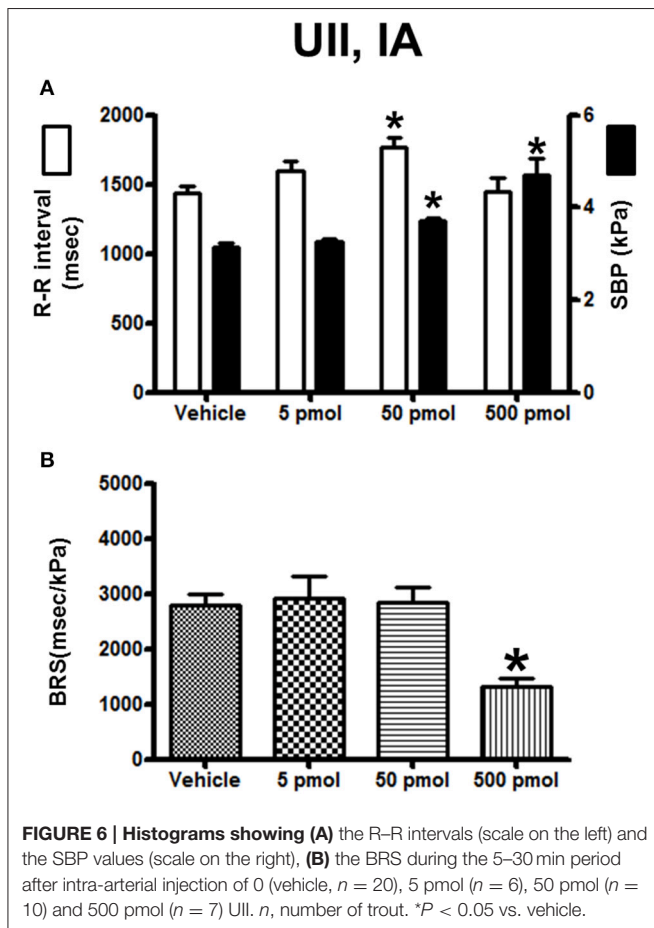 UII, IA
A
R-R interval
(msec)
2000
1500
1000
500
0
*
*
*
6
4
2
0
SBP (kPa)
Vehicle 5 pmol 50 pmol 500 pmol
B
BRS(msec/kPa)
5000
4000
3000
2000
1000
0
*
Vehicle 5 pmol 50 pmol 500 pmol
FIGURE 6 | Histograms showing (A) the R–R intervals (scale on the left) and
the SBP values (scale on the right), (B) the BRS during the 5–30 min period
after intra-arterial injection of 0 (vehicle, n = 20), 5 pmol (n = 6), 50 pmol (n =
10) and 500 pmol (n = 7) UII. n, number of trout. *P < 0.05 vs. vehicle.